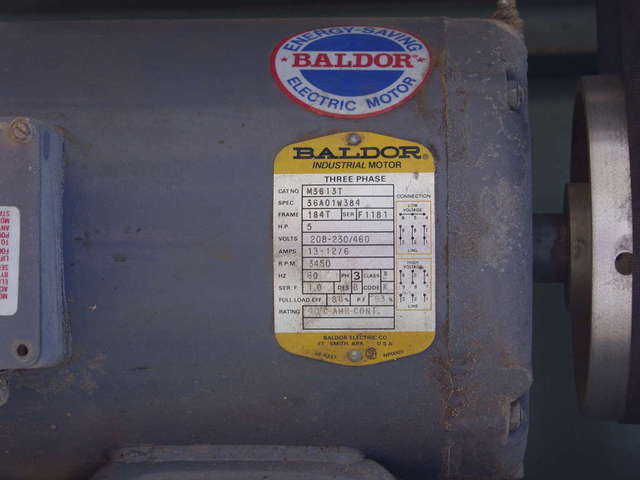 ENERGY-SAVING
BALDOR
ELECTRIC MOTOR
BALDOR
INDUSTRIAL MOTOR
THREE PHASE
CAT NO M3613T
SPEC. 36A01W384
FRAME 184T SER F1181
H.P. 5
VOLTS 208-230/460
AMPS 13-12/6
R.P.M. 3450
HZ 60 PH 3 CLASS B
SER. F. 1.0 DES B CODE K
FULL LOAD EFF. % P.F. %
RATING 40 C AMB-CONT.
CONNECTION
LOW
VOLTAGE
LINE
HIGH
VOLTAGE
LINE
BALDOR ELECTRIC CO
FT. SMITH, ARK. U.S.A.